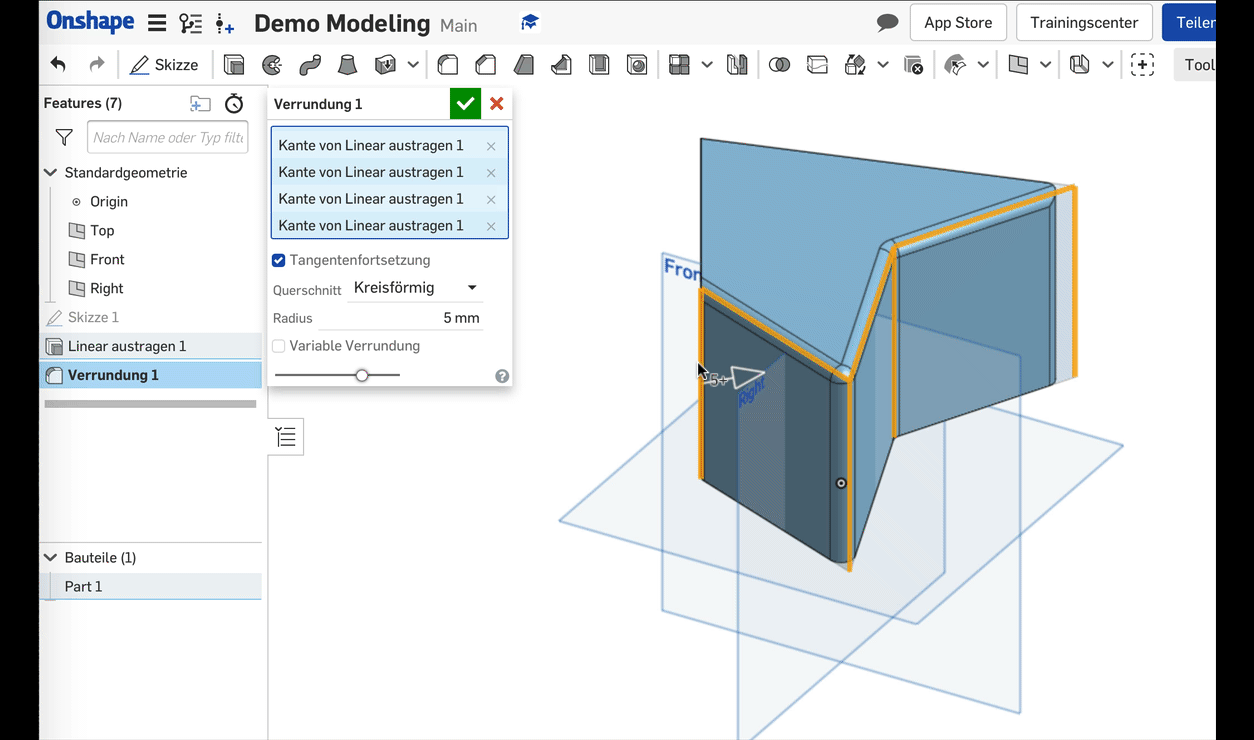 Onshape Demo Modeling Main App Store Trainingscenter Teiler
Skizze Tool
Features (7)
Nach Name oder Typ filte
Standardgeometrie
Origin
Top
Front
Right
Skizze 1
Linear austragen 1
Verrundung 1
Bauteile (1)
Part 1
Verrundung 1
Kante von Linear austragen 1
Kante von Linear austragen 1
Kante von Linear austragen 1
Kante von Linear austragen 1
Tangentenfortsetzung
Querschnitt Kreisförmig
Radius 5 mm
Variable Verrundung
Fron
5+
Right